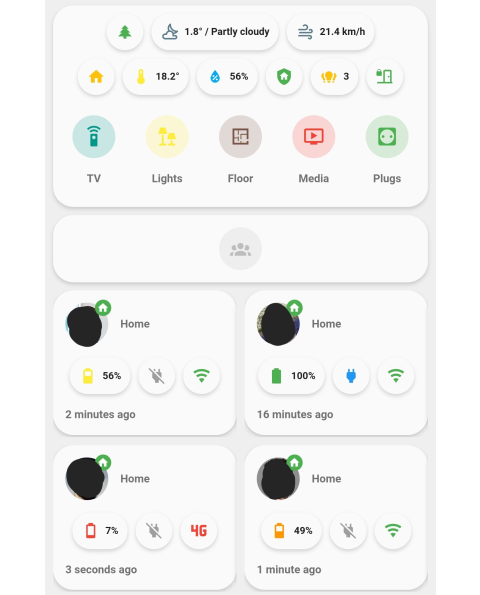 1.8° / Partly cloudy 21.4 km/h
18.2° 56% 3
TV Lights Floor Media Plugs
Home
56%
2 minutes ago
Home
100%
16 minutes ago
Home
7% 4G
3 seconds ago
Home
49%
1 minute ago